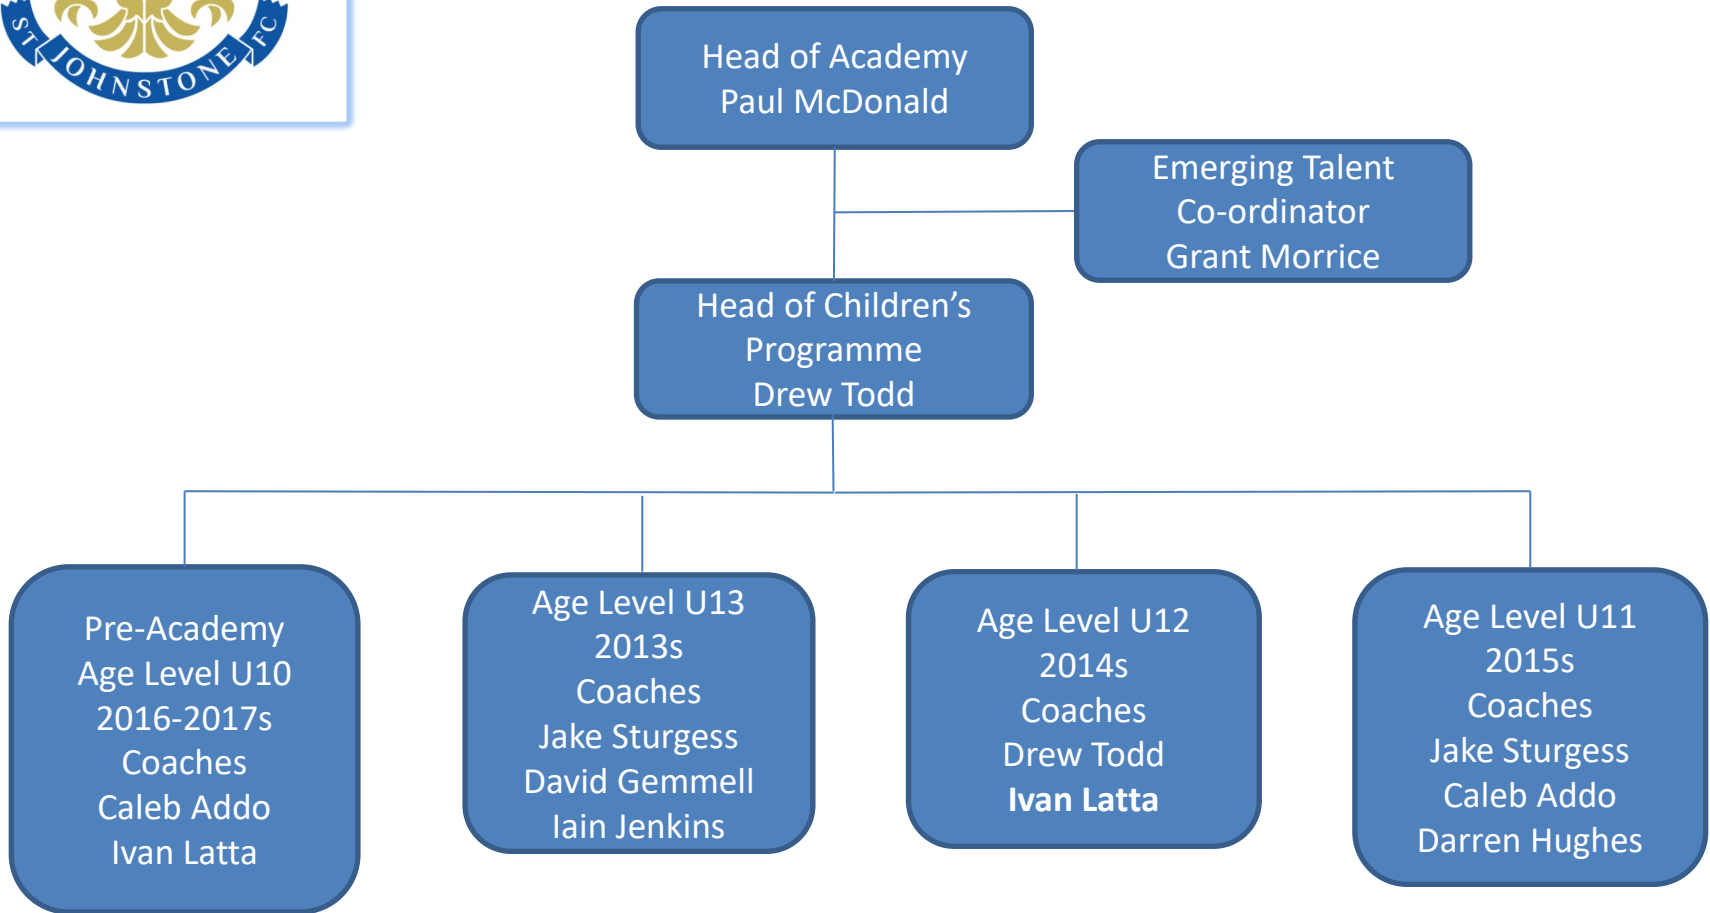 ST JOHNSTONE FC
Head of Academy
Paul McDonald
Emerging Talent
Co-ordinator
Grant Morrice
Head of Children’s
Programme
Drew Todd
Pre-Academy
Age Level U10
2016-2017s
Coaches
Caleb Addo
Ivan Latta
Age Level U13
2013s
Coaches
Jake Sturgess
David Gemmell
Iain Jenkins
Age Level U12
2014s
Coaches
Drew Todd
Ivan Latta
Age Level U11
2015s
Coaches
Jake Sturgess
Caleb Addo
Darren Hughes